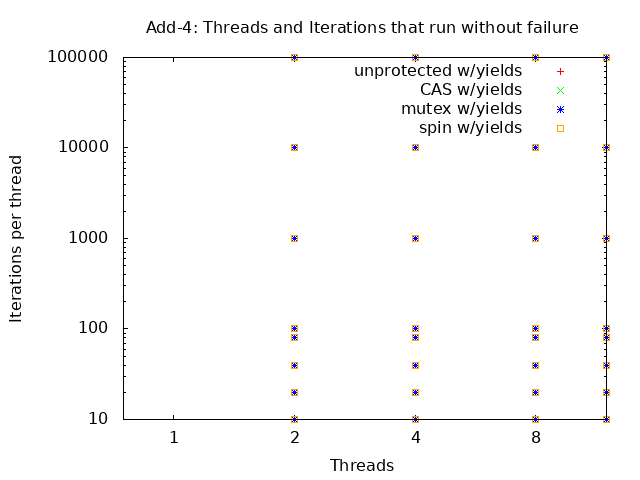 Add-4: Threads and Iterations that run without failure
100000
unprotected w/yields
CAS w/yields
mutex w/yields
spin w/yields
10000
Iterations per thread
1000
100
10
1 2 4 8
Threads